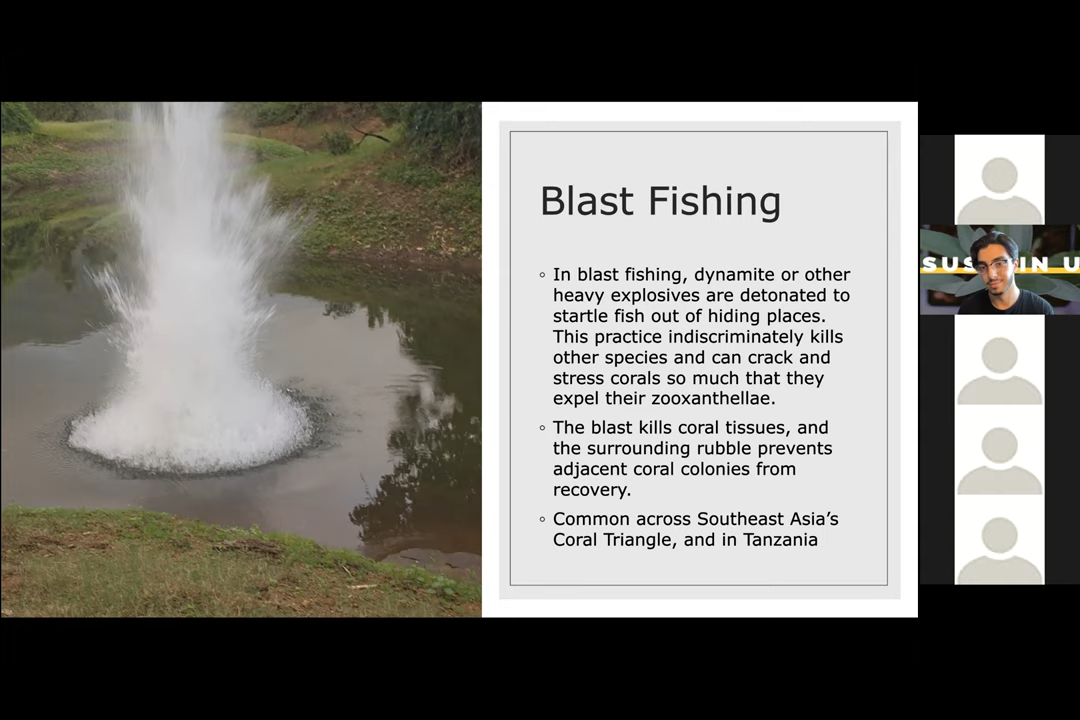 Blast Fishing
◦ In blast fishing, dynamite or other
heavy explosives are detonated to
startle fish out of hiding places.
This practice indiscriminately kills
other species and can crack and
stress corals so much that they
expel their zooxanthellae.
◦ The blast kills coral tissues, and
the surrounding rubble prevents
adjacent coral colonies from
recovery.
◦ Common across Southeast Asia’s
Coral Triangle, and in Tanzania